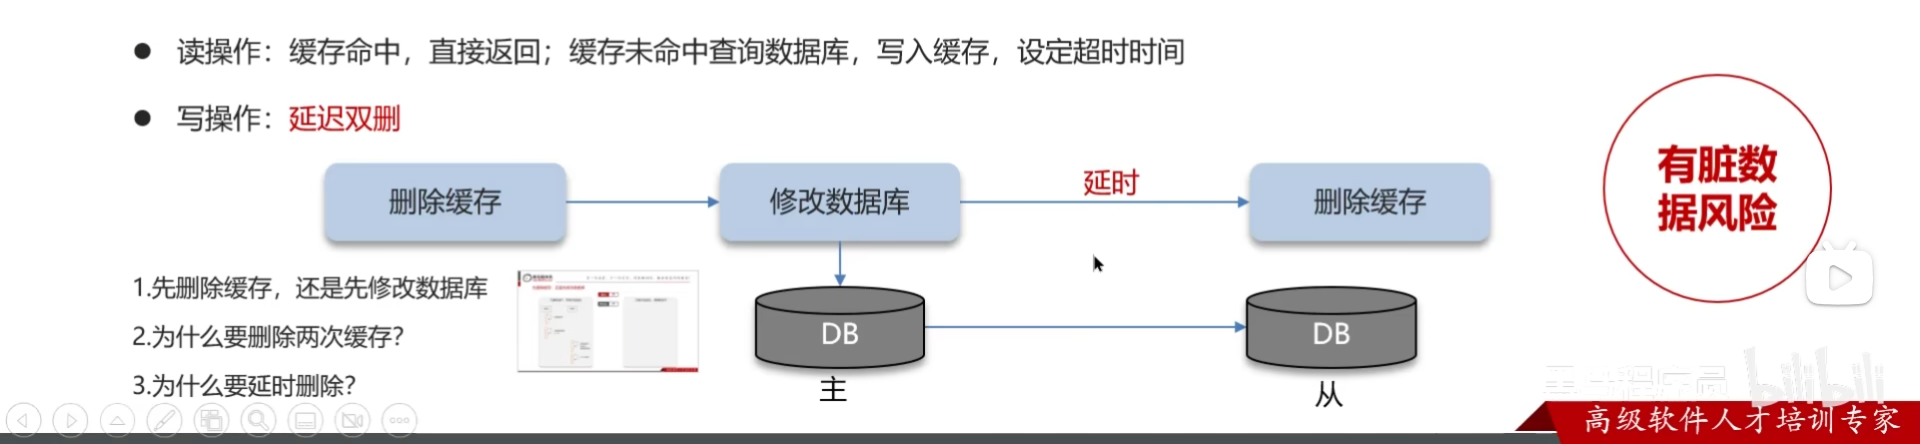 ● 读操作：缓存命中，直接返回；缓存未命中查询数据库，写入缓存，设定超时时间
● 写操作：延迟双删
删除缓存
修改数据库
延时
删除缓存
有脏数
据风险
1.先删除缓存，还是先修改数据库
2.为什么要删除两次缓存？
3.为什么要延时删除？
DB
主
DB
从
bilibili
高级软件人才培训专家